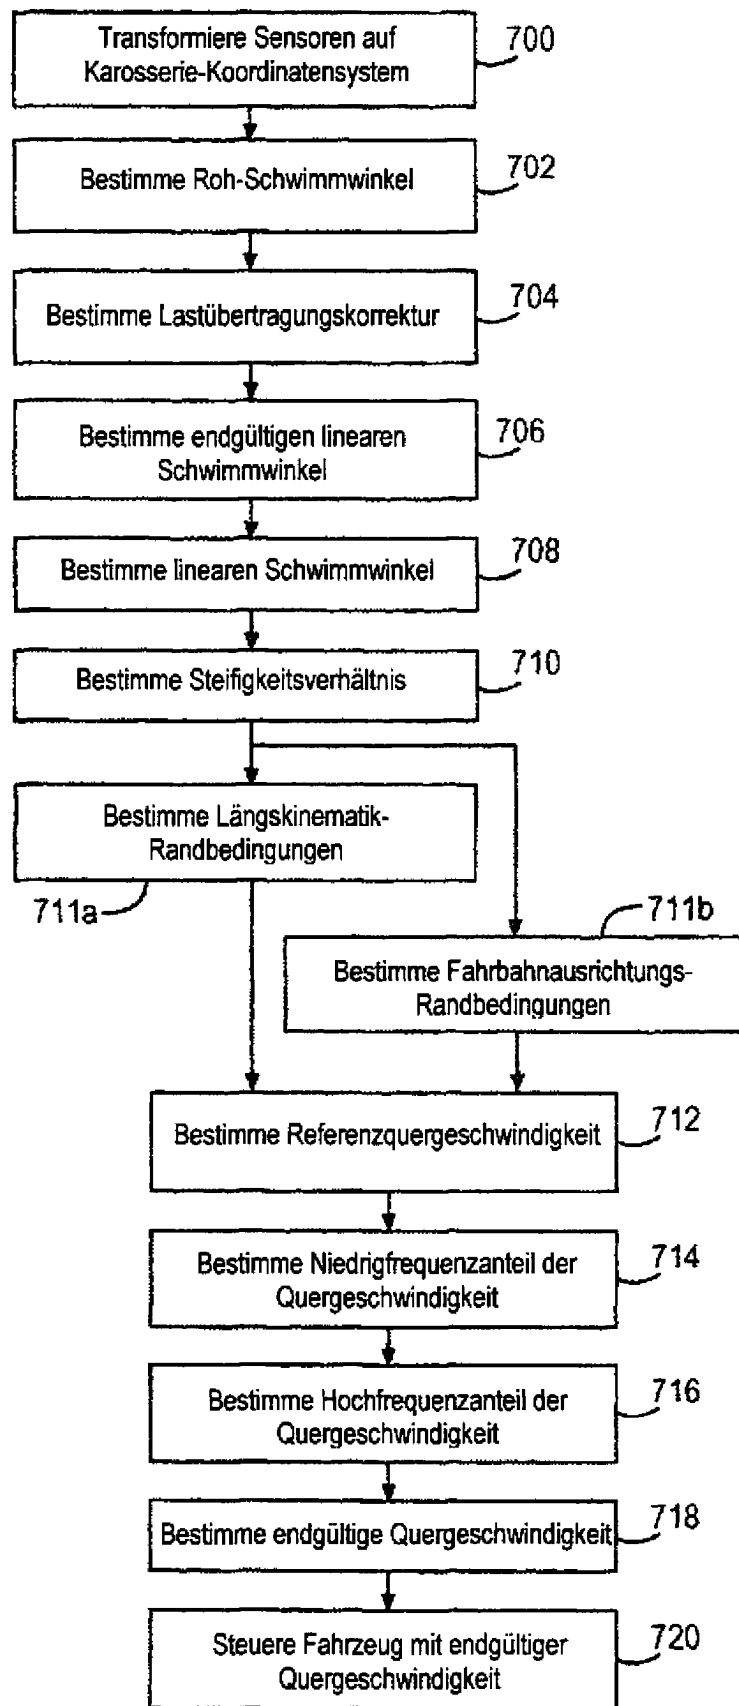 Transformiere Sensoren auf
Karosserie-Koordinatensystem
700
Bestimme Roh-Schwimmwinkel
702
Bestimme Lastübertragungskorrektur
704
Bestimme endgültigen linearen
Schwimmwinkel
706
Bestimme linearen Schwimmwinkel
708
Bestimme Steifigkeitsverhältnis
710
Bestimme Längskinematik-
Randbedingungen
711a
711b
Bestimme Fahrbahnausrichtungs-
Randbedingungen
Bestimme Referenzquergeschwindigkeit
712
Bestimme Niedrigfrequenzanteil der
Quergeschwindigkeit
714
Bestimme Hochfrequenzanteil der
Quergeschwindigkeit
716
Bestimme endgültige Quergeschwindigkeit
718
Steuere Fahrzeug mit endgültiger
Quergeschwindigkeit
720